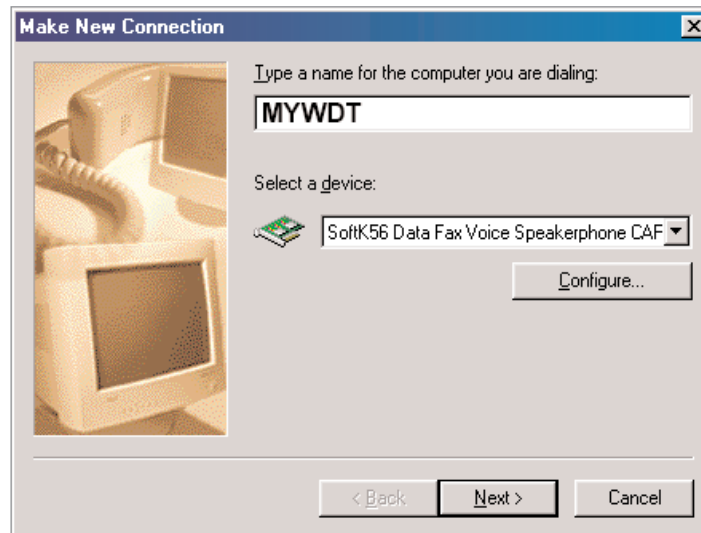 Make New Connection
Type a name for the computer you are dialing:
MYWDT
Select a device:
SoftK56 Data Fax Voice Speakerphone CAF
Configure...
< Back
Next >
Cancel